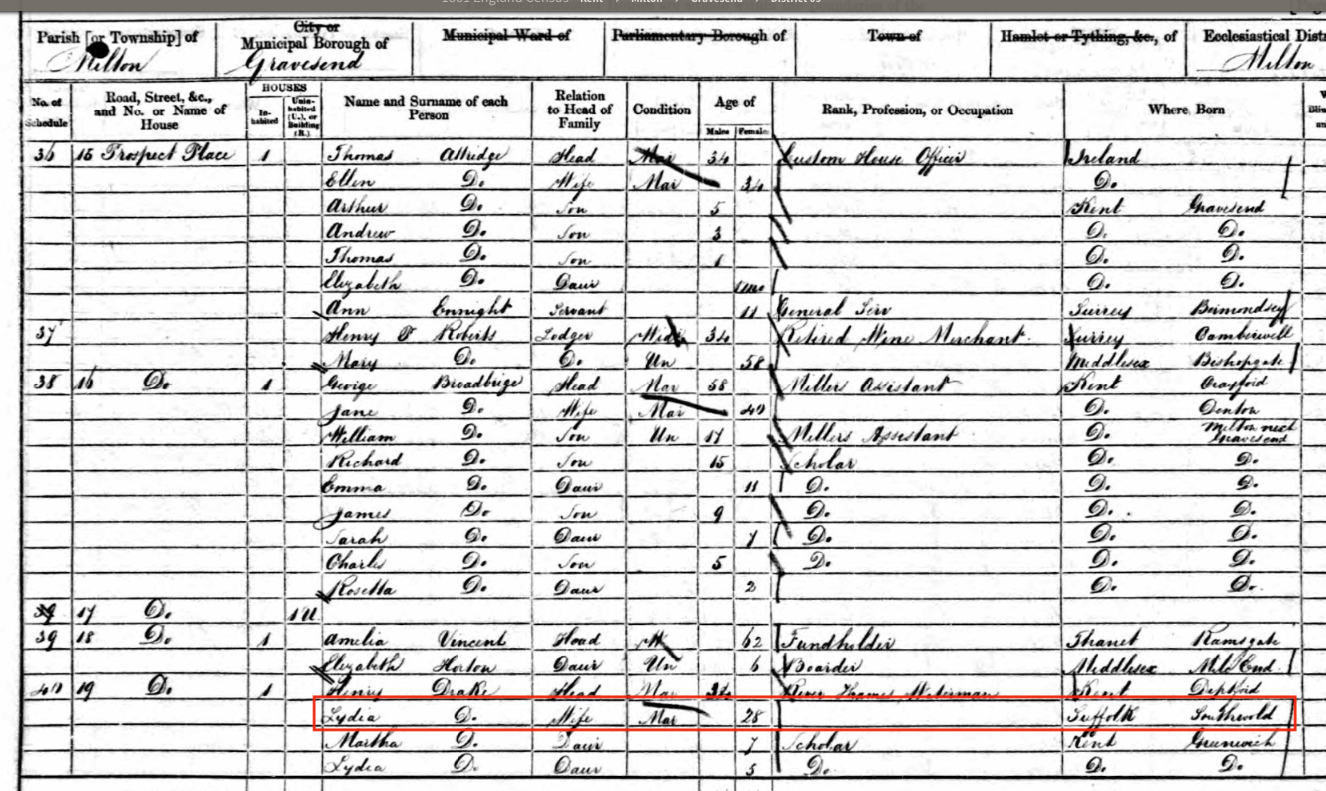 1861 England Census Kent Milton Gravesend District
Parish [or Township] of City or Municipal Borough of Municipal Ward of Parliamentary Borough of Town of Hamlet or Tything, &c., of Ecclesiastical Distr
Milton Gravesend Milton
No. of Schedule Road, Street, &c., and No. or Name of House HOUSES In-habited Unin-habited (U.), or Building (B.) Name and Surname of each Person Relation to Head of Family Condition Age of Males Females Rank, Profession, or Occupation Where Born
36 15 Prospect Place 1 Thomas Attridge Head Mar 34 Custom House Officer Ireland
Ellen Do. Wife Mar 34 Do.
Arthur Do. Son 5 Kent Gravesend
Andrew Do. Son 3 Do. Do.
Thomas Do. Son 1 Do. Do.
Elizabeth Do. Daur 1mo Do. Do.
Ann Ennight Servant 11 General Serv Surrey Bermondsey
37 Henry Roberts Lodger 34 Retired Wine Merchant Surrey Camberwell
Mary Do. Do. Un 58 Middlesex Bishopgate
38 16 Do. 1 George Broadbrige Head Mar 58 Millers Assistant Kent Crayford
Jane Do. Wife Mar 49 Do. Denton
William Do. Son Un 17 Millers Assistant Do. Milton next Gravesend
Richard Do. Son 15 Scholar Do. Do.
Emma Do. Daur 11 Do. Do. Do.
James Do Son 9 Do. Do. Do.
Sarah Do. Daur 7 Do. Do. Do.
Charles Do. Son 5 Do. Do. Do.
Rosetta Do. Daur 2 Do. Do.
39 17 Do. 1U
39 18 Do. 1 Amelia Vincent Head 62 Fundholder Thanet Ramsgate
Elizabeth Horton Daur Un 6 Boarder Middlesex Mile End
40 19 Do. 1 Henry Drake Head Mar River Thames Waterman Kent Deptford
Lydia Do. Wife Mar 28 Suffolk Southwold
Martha Do. Daur 7 Scholar Kent Greenwich
Lydia Do. Daur 5 Do. Do. Do.